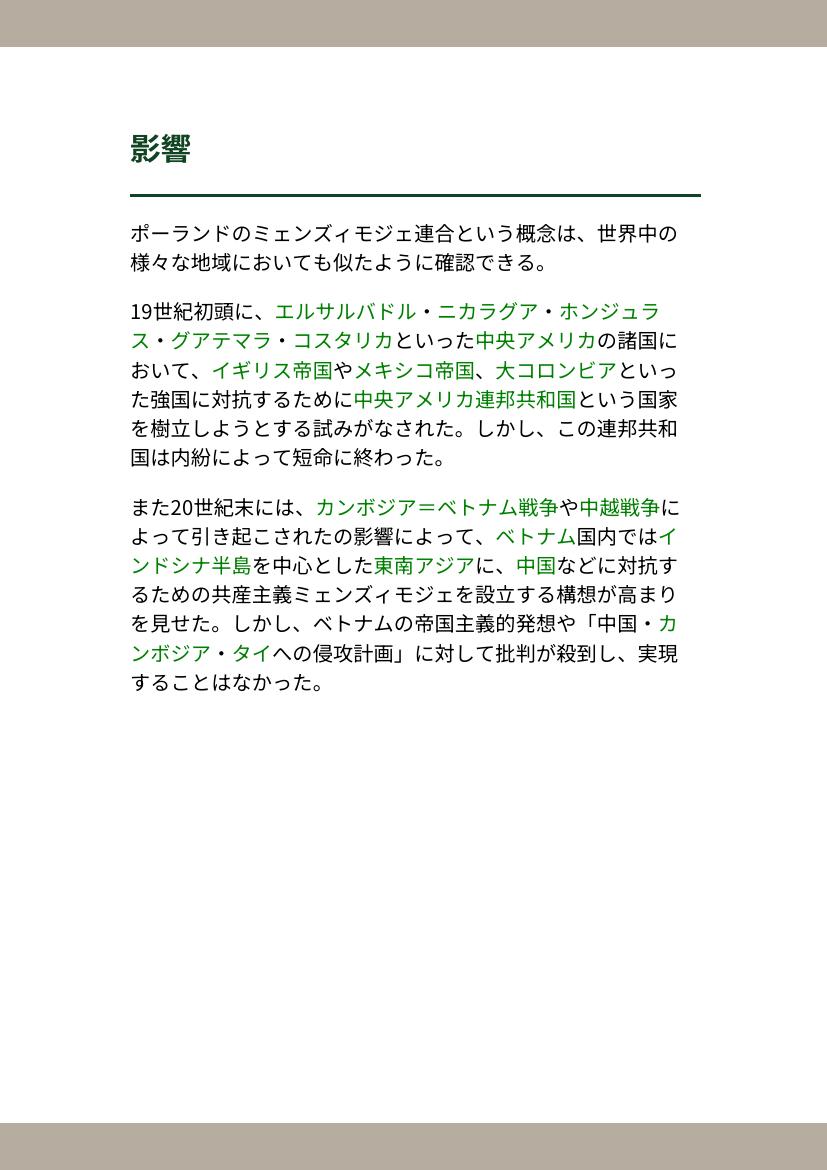 影響
ポーランドのミェンズィモジェ連合という概念は、世界中の
様々な地域においても似たように確認できる。
19世紀初頭に、エルサルバドル・ニカラグア・ホンジュラ
ス・グアテマラ・コスタリカといった中央アメリカの諸国に
おいて、イギリス帝国やメキシコ帝国、大コロンビアといっ
た強国に対抗するために中央アメリカ連邦共和国という国家
を樹立しようとする試みがなされた。しかし、この連邦共和
国は内紛によって短命に終わった。
また20世紀末には、カンボジア＝ベトナム戦争や中越戦争に
よって引き起こされたの影響によって、ベトナム国内ではイ
ンドシナ半島を中心とした東南アジアに、中国などに対抗す
るための共産主義ミェンズィモジェを設立する構想が高まり
を見せた。しかし、ベトナムの帝国主義的発想や「中国・カ
ンボジア・タイへの侵攻計画」に対して批判が殺到し、実現
することはなかった。